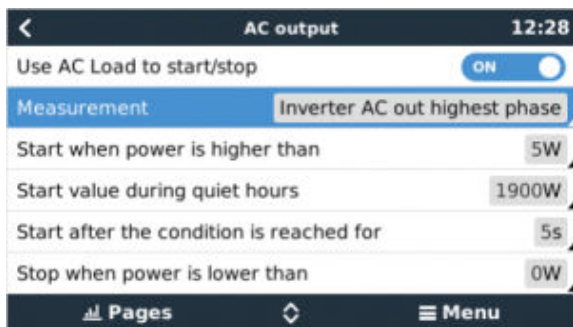 AC output 12:28
Use AC Load to start/stop ON
Measurement Inverter AC out highest phase
Start when power is higher than 5W
Start value during quiet hours 1900W
Start after the condition is reached for 5s
Stop when power is lower than 0W
Pages Menu